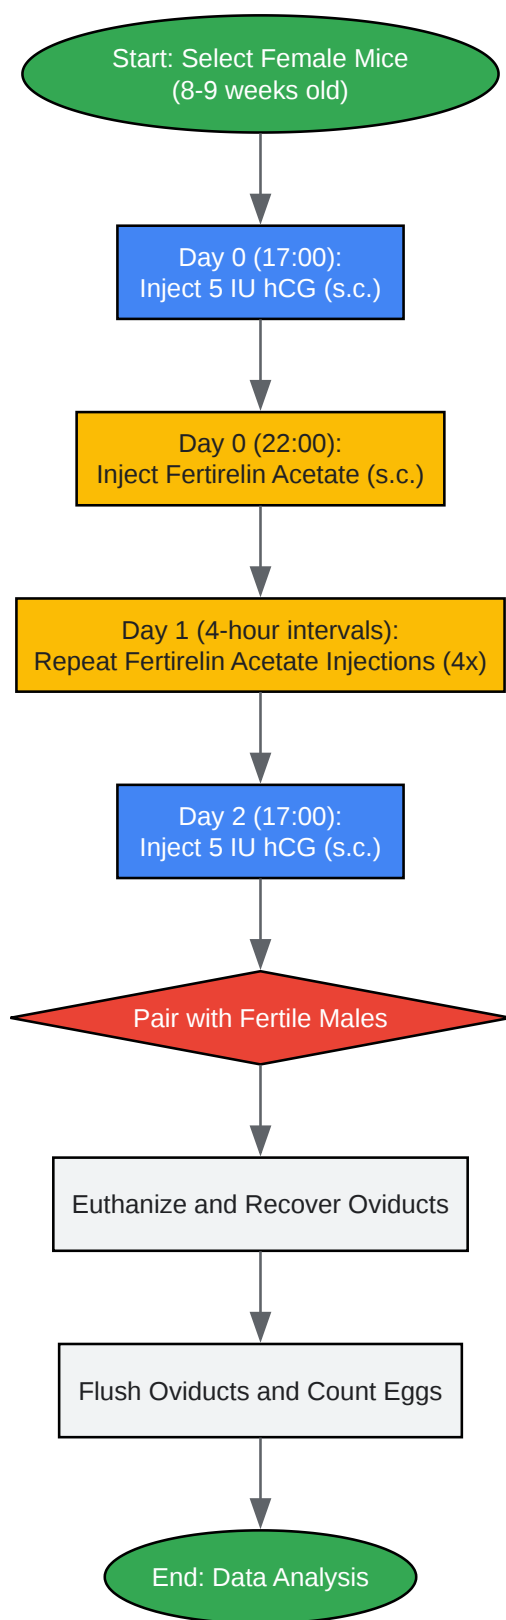 Start: Select Female Mice
(8-9 weeks old)
Day 0 (17:00):
Inject 5 IU hCG (s.c.)
Day 0 (22:00):
Inject Fertirelin Acetate (s.c.)
Day 1 (4-hour intervals):
Repeat Fertirelin Acetate Injections (4x)
Day 2 (17:00):
Inject 5 IU hCG (s.c.)
Pair with Fertile Males
Euthanize and Recover Oviducts
Flush Oviducts and Count Eggs
End: Data Analysis